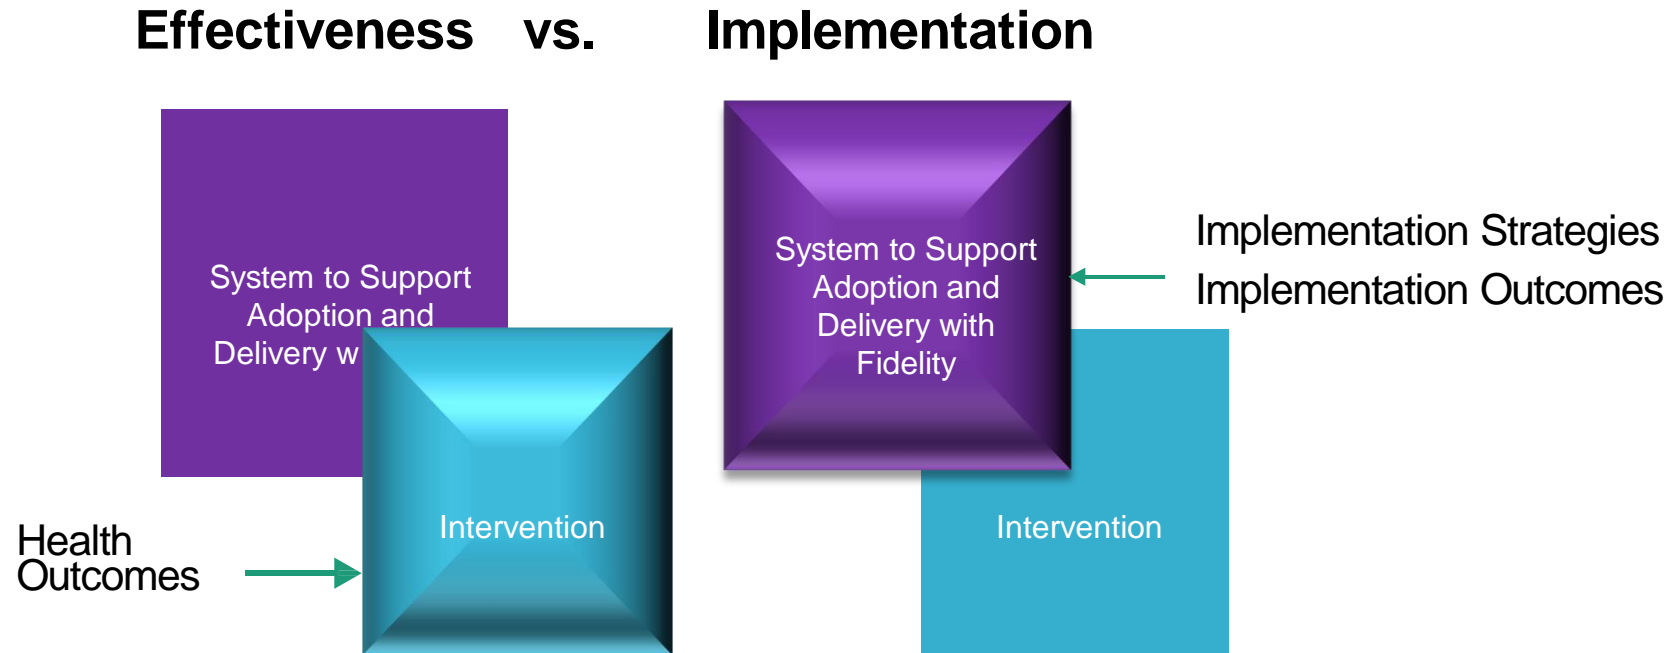 Effectiveness vs. Implementation
System to Support
Adoption and
Delivery w
Intervention
Health
Outcomes
System to Support
Adoption and
Delivery with
Fidelity
Implementation Strategies
Implementation Outcomes
Intervention